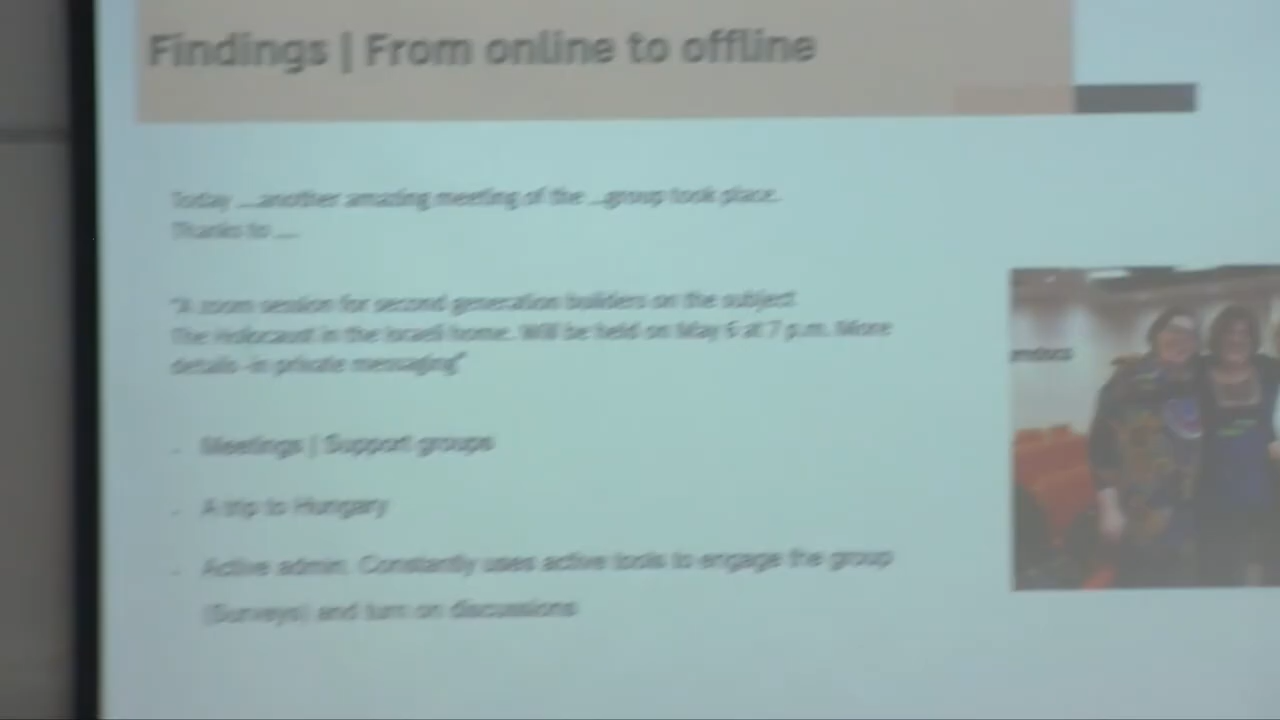 Findings | From online to offline
Today ....another amazing meeting of the ...group took place.
Thanks to ....
"A zoom session for second generation builders on the subject
The Holocaust in the Israeli home. Will be held on May 6 at 7 p.m. More
details -in private messaging"
. Meetings | Support groups
. A trip to Hungary
. Active admin. Constantly uses active tools to engage the group
(Surveys) and turn on discussions